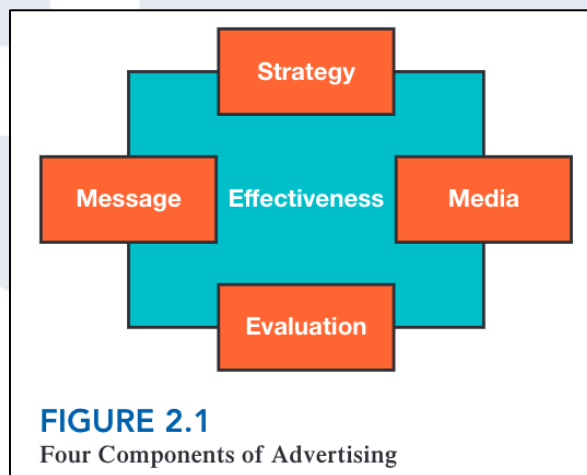 Strategy
Message
Effectiveness
Media
Evaluation
FIGURE 2.1
Four Components of Advertising